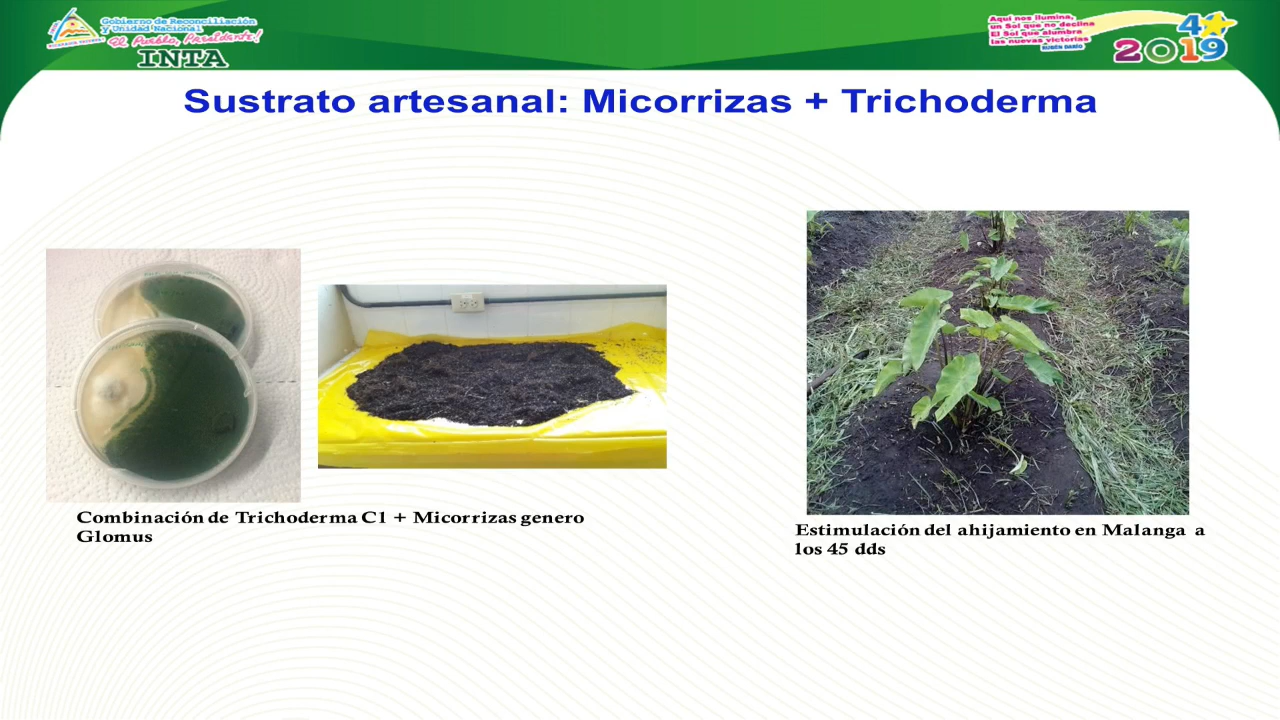 Gobierno de Reconciliación
y Unidad Nacional
El Pueblo, Presidente!
INTA
Aquí nos ilumina,
un Sol que no declina
El Sol que alumbra
las nuevas victorias
RUBÉN DARÍO
40
2019
Sustrato artesanal: Micorrizas + Trichoderma
Combinación de Trichoderma C1 + Micorrizas genero
Glomus
Estimulación del ahijamiento en Malanga a
los 45 dds